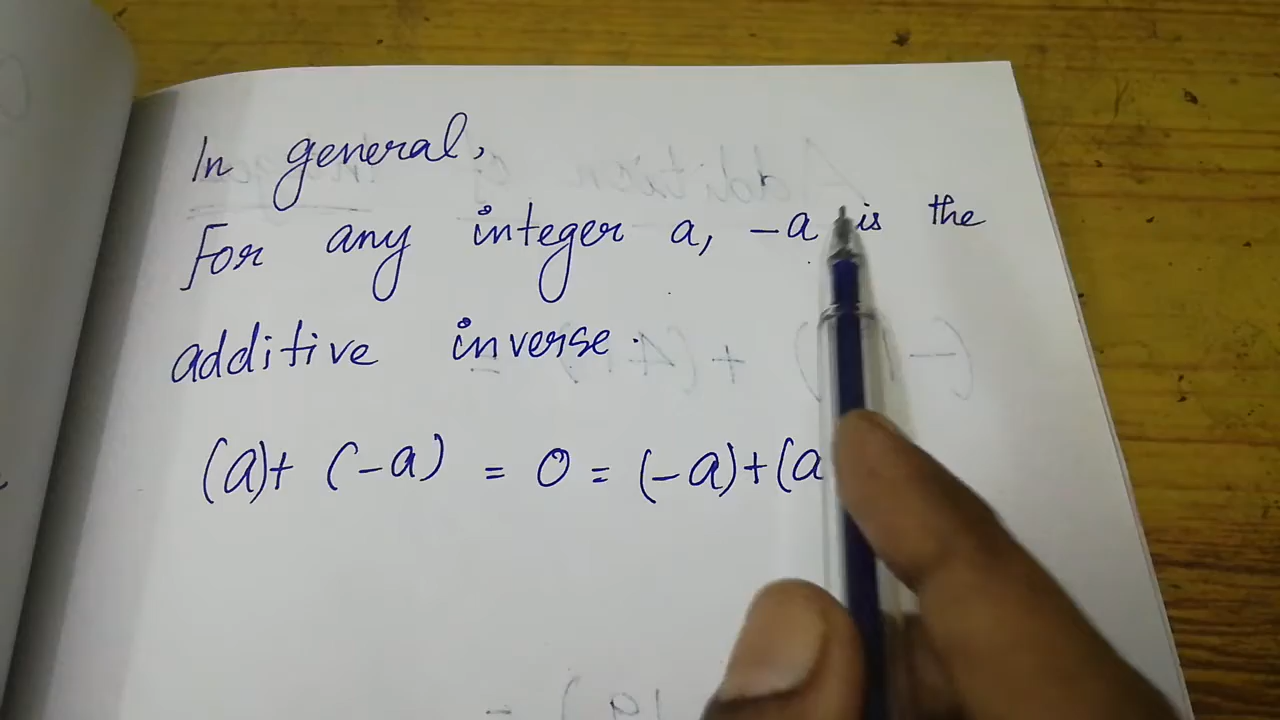 In general,
For any integer a, -a is the
additive inverse.
(a)+ (-a) = 0 = (-a)+(a